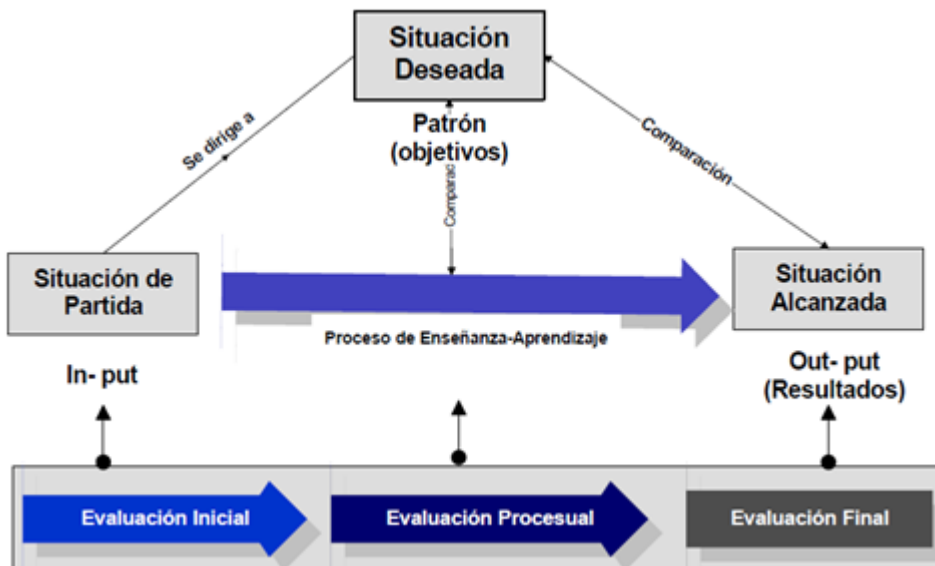 Situación
Deseada
Patrón
(objetivos)
Se dirige a
Comparac
Comparación
Situación de
Partida
Situación
Alcanzada
Proceso de Enseñanza-Aprendizaje
In- put
Out- put
(Resultados)
Evaluación Inicial
Evaluación Procesual
Evaluación Final